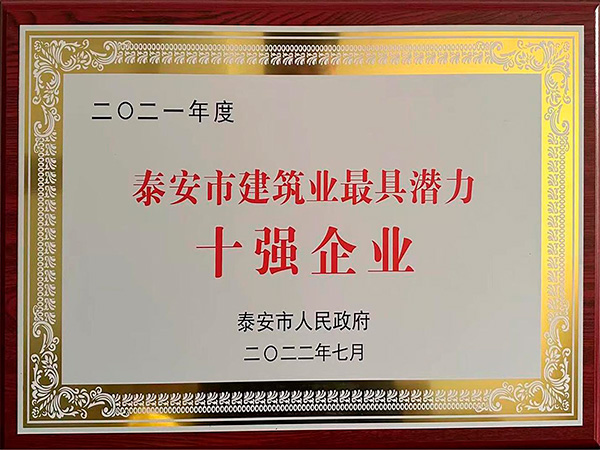 二〇二一年度
泰安市建筑业最具潜力
十强企业
泰安市人民政府
二〇二二年七月